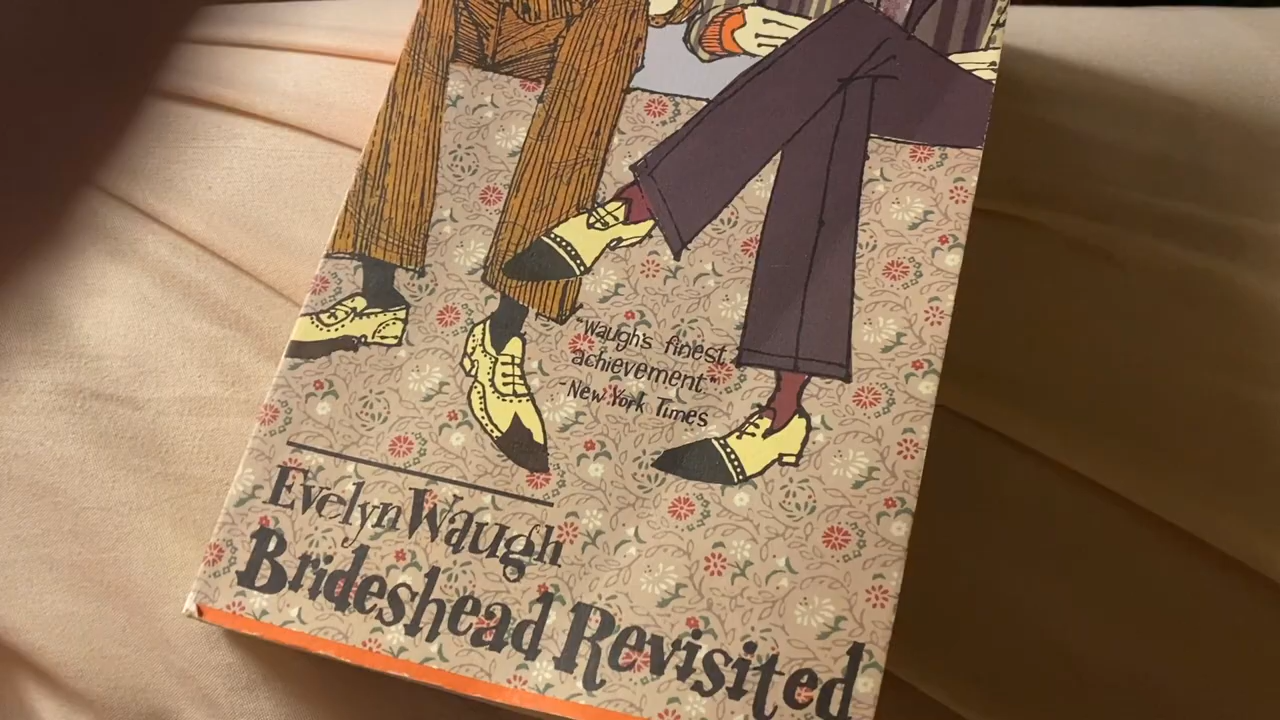 "Waugh's finest
achievement"
New York Times
Evelyn Waugh
Brideshead Revisited